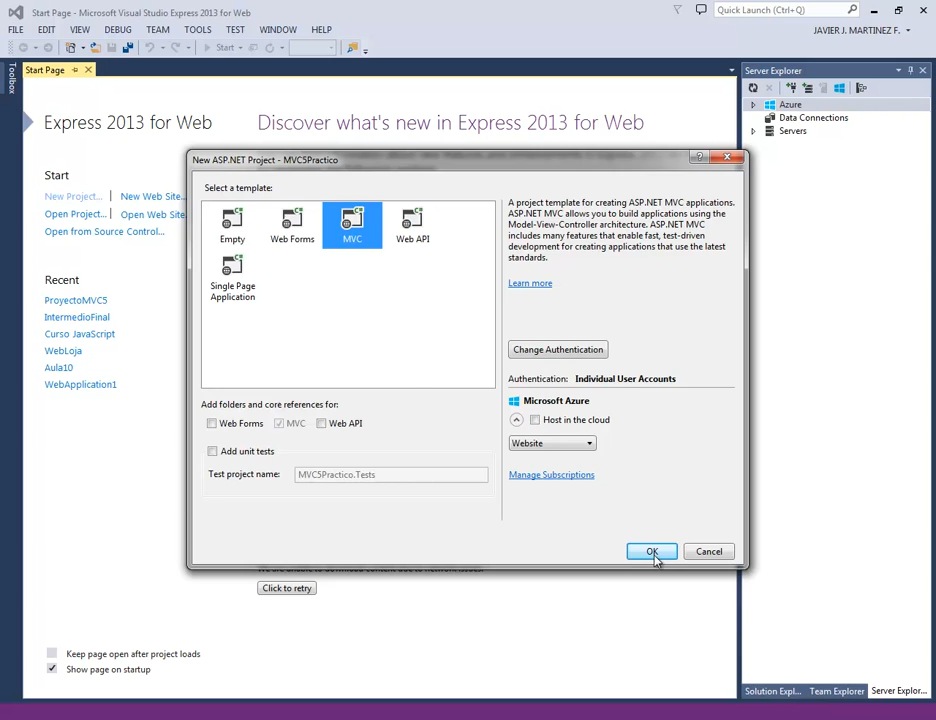 Start Page - Microsoft Visual Studio Express 2013 for Web
Quick Launch (Ctrl+Q)
FILE EDIT VIEW DEBUG TEAM TOOLS TEST WINDOW HELP
JAVIER J. MARTINEZ F.
Start
Toolbox
Start Page
Server Explorer
Azure
Data Connections
Servers
Express 2013 for Web
Discover what's new in Express 2013 for Web
Start
New Project...
New Web Site...
Open Project...
Open Web Site
Open from Source Control...
Recent
ProyectoMVC5
IntermedioFinal
Curso JavaScript
WebLoja
Aula10
WebApplication1
New ASP.NET Project - MVC5Practico
Select a template:
Empty
Web Forms
MVC
Web API
Single Page
Application
A project template for creating ASP.NET MVC applications.
ASP.NET MVC allows you to build applications using the
Model-View-Controller architecture. ASP.NET MVC
includes many features that enable fast, test-driven
development for creating applications that use the latest
standards.
Learn more
Change Authentication
Authentication: Individual User Accounts
Microsoft Azure
Host in the cloud
Website
Manage Subscriptions
Add folders and core references for:
Web Forms MVC Web API
Add unit tests
Test project name: MVC5Practico.Tests
OK
Cancel
Click to retry
Keep page open after project loads
Show page on startup
Solution Expl... Team Explorer Server Explor...